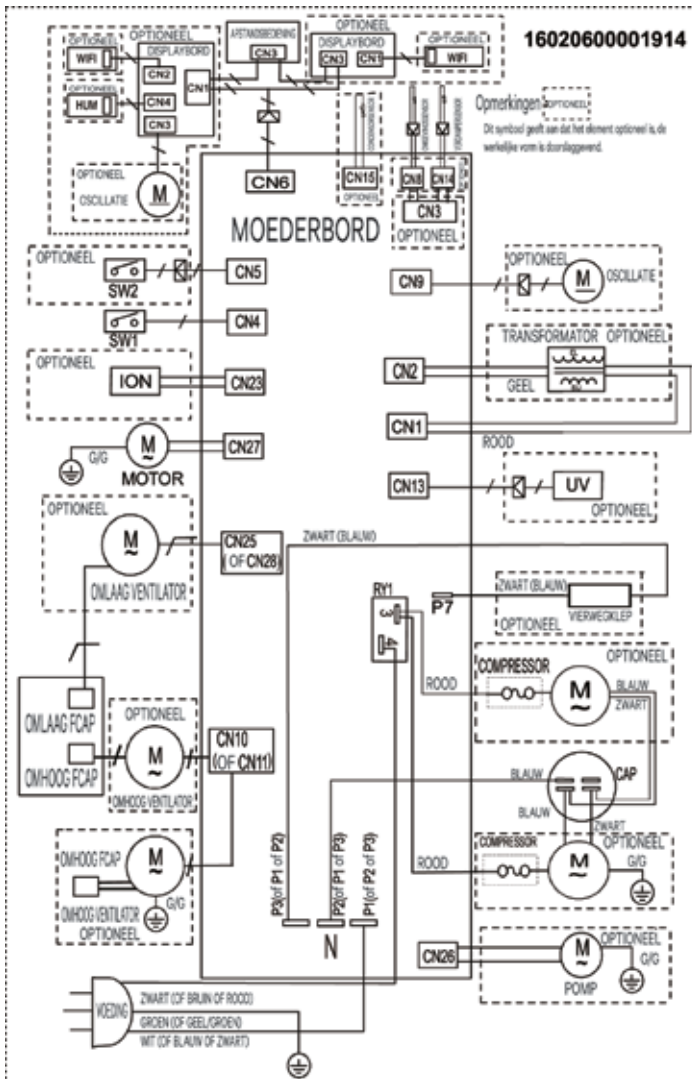 16020600001914
OPTIONEEL
OPTIONEEL
WIFI
DISPLAYBORD
CN2
CN1
OPTIONEEL
HUM
CN4
CN3
OPTIONEEL
OSCILLATIE
M
AFSTANDSBEDIENING
CN3
OPTIONEEL
DISPLAYBORD
CN3
CN1
OPTIONEEL
WIFI
Opmerkingen
OPTIONEEL
Dit symbool geeft aan dat het element optioneel is, de
werkelijke vorm is doorslaggevend.
CN6
CN15
OPTIONEEL
CN8
CN14
CN3
OPTIONEEL
MOEDERBORD
OPTIONEEL
SW2
CN5
SW1
CN4
OPTIONEEL
ION
CN23
M
~
G/G
MOTOR
CN27
OPTIONEEL
M
~
OMLAAG VENTILATOR
CN25
(OF CN28)
OMLAAG FCAP
OMHOOG FCAP
OPTIONEEL
M
~
OMHOOG VENTILATOR
CN10
(OF CN11)
OMHOOG FCAP
M
~
G/G
OMHOOG VENTILATOR
OPTIONEEL
CN9
OPTIONEEL
M
OSCILLATIE
TRANSFORMATOR OPTIONEEL
CN2
GEEL
CN1
ROOD
CN13
UV
OPTIONEEL
ZWART (BLAUW)
RY1
3
4
P7
ZWART (BLAUW)
VIERWEGKLEP
OPTIONEEL
OPTIONEEL
COMPRESSOR
ROOD
M
~
BLAUW
ZWART
BLAUW
CAP
BLAUW
ZWART
OPTIONEEL
COMPRESSOR
ROOD
M
~
G/G
P3(of P1 of P2)
P2(of P1 of P3)
P1(of P2 of P3)
N
CN26
M
~
OPTIONEEL
G/G
POMP
VOEDING
ZWART (OF BRUIN OF ROOD)
GROEN (OF GEEL/GROEN)
WIT (OF BLAUW OF ZWART)